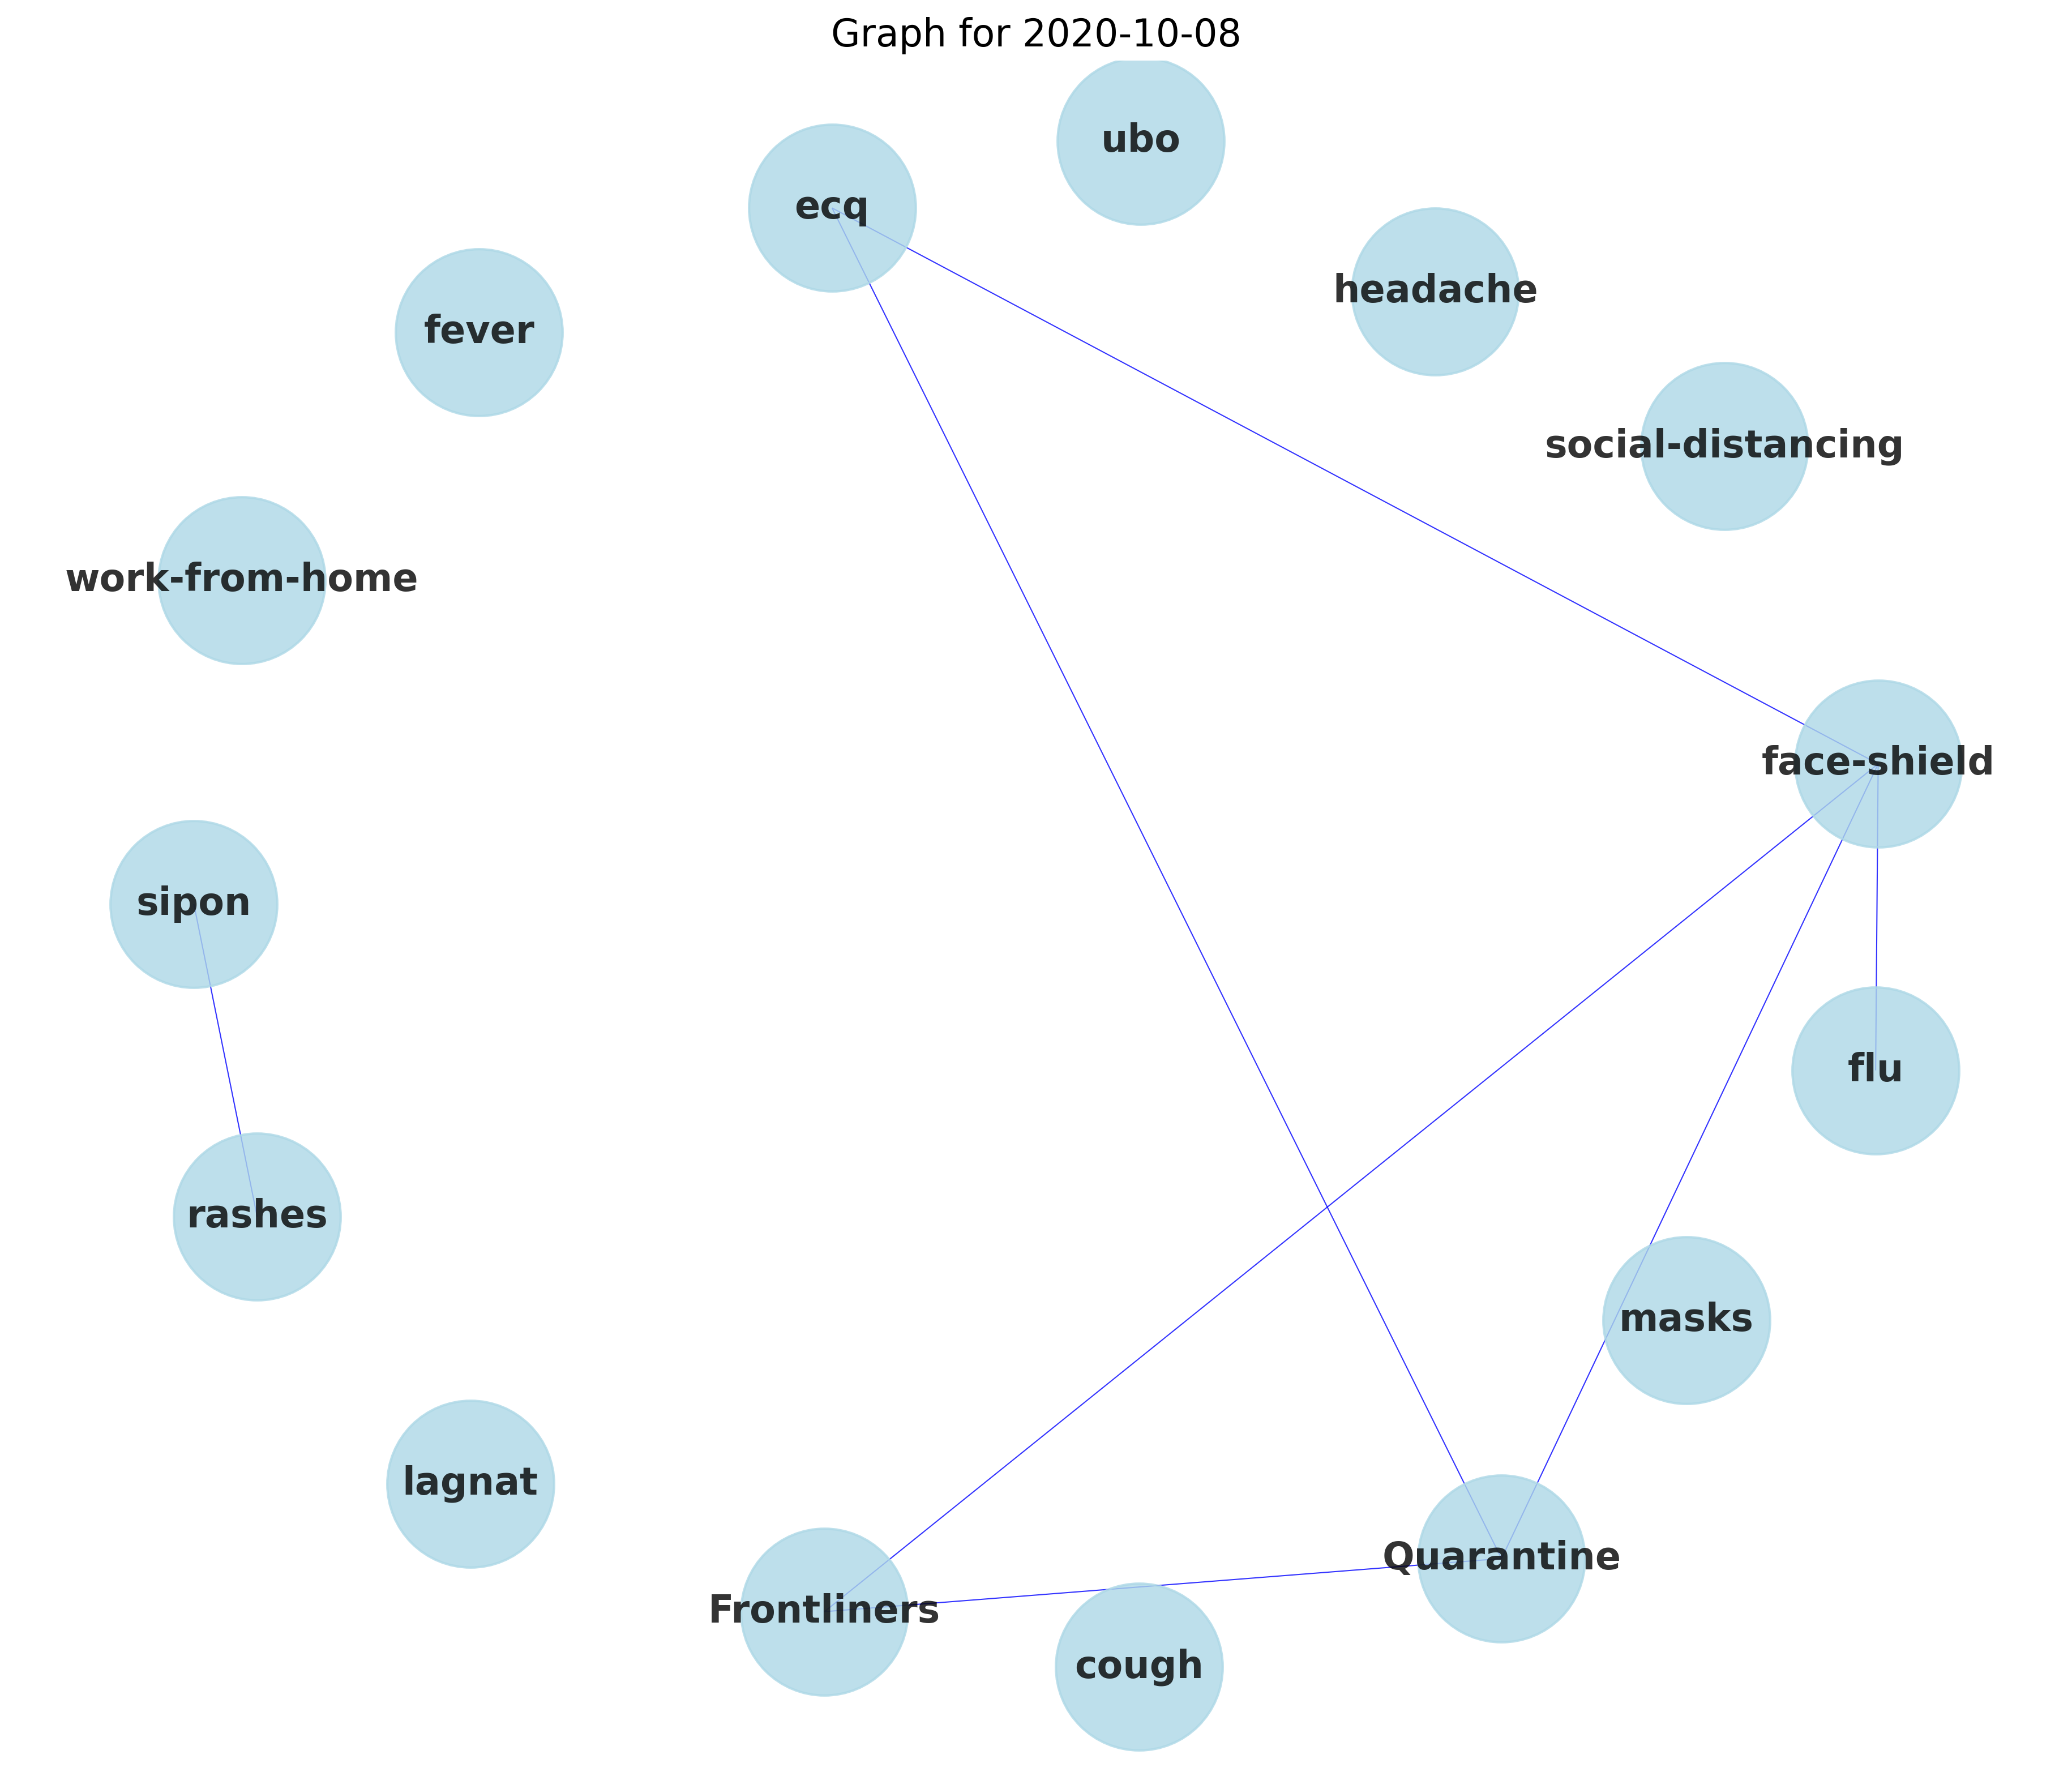 Graph for 2020-10-08
ubo
ecq
headache
fever
social-distancing
work-from-home
face-shield
sipon
flu
rashes
masks
lagnat
Quarantine
Frontliners
cough